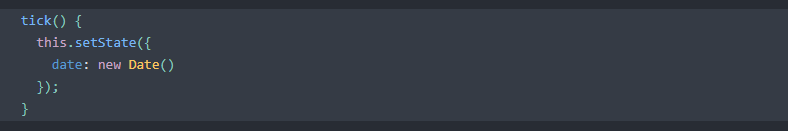 tick() {
  this.setState({
    date: new Date()
  });
}